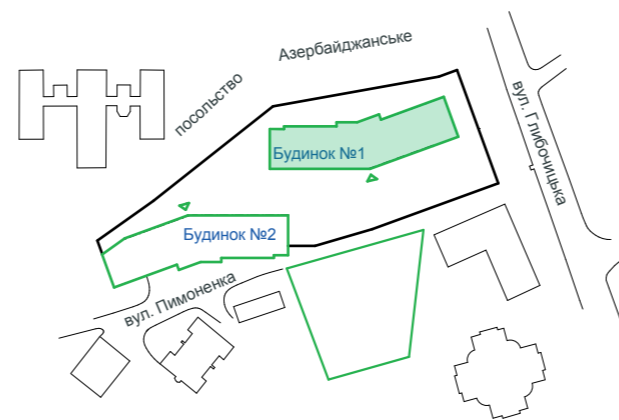 Азербайджанське
посольство
вул. Глибочицька
Будинок №1
Будинок №2
вул. Пимоненка